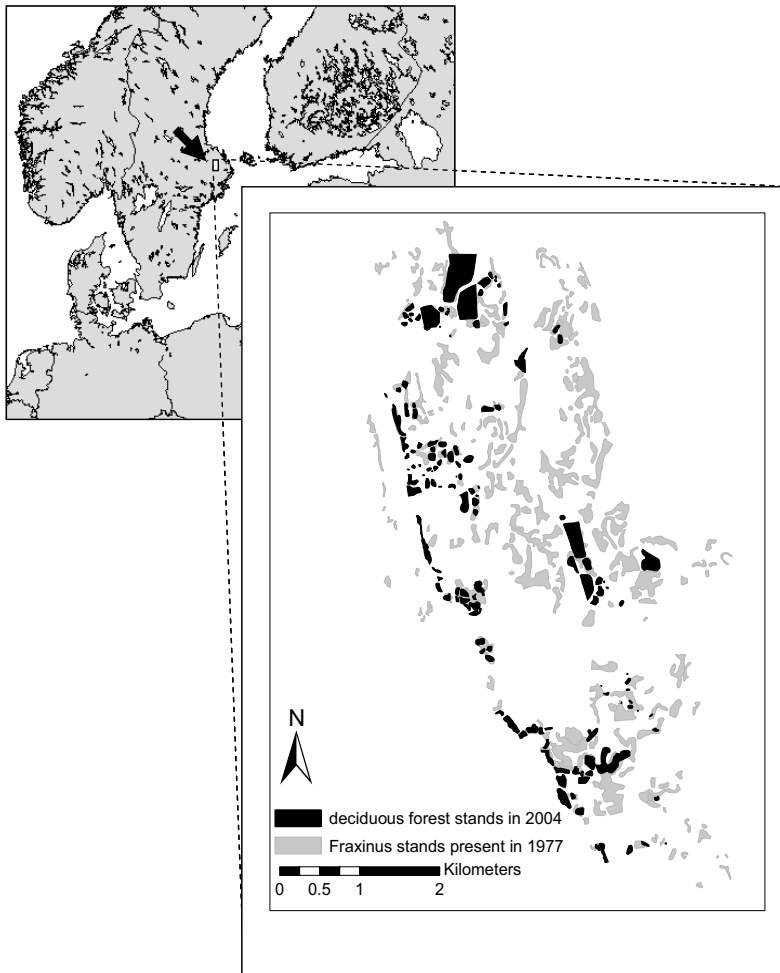 N
deciduous forest stands in 2004
Fraxinus stands present in 1977
Kilometers
0 0.5 1 2